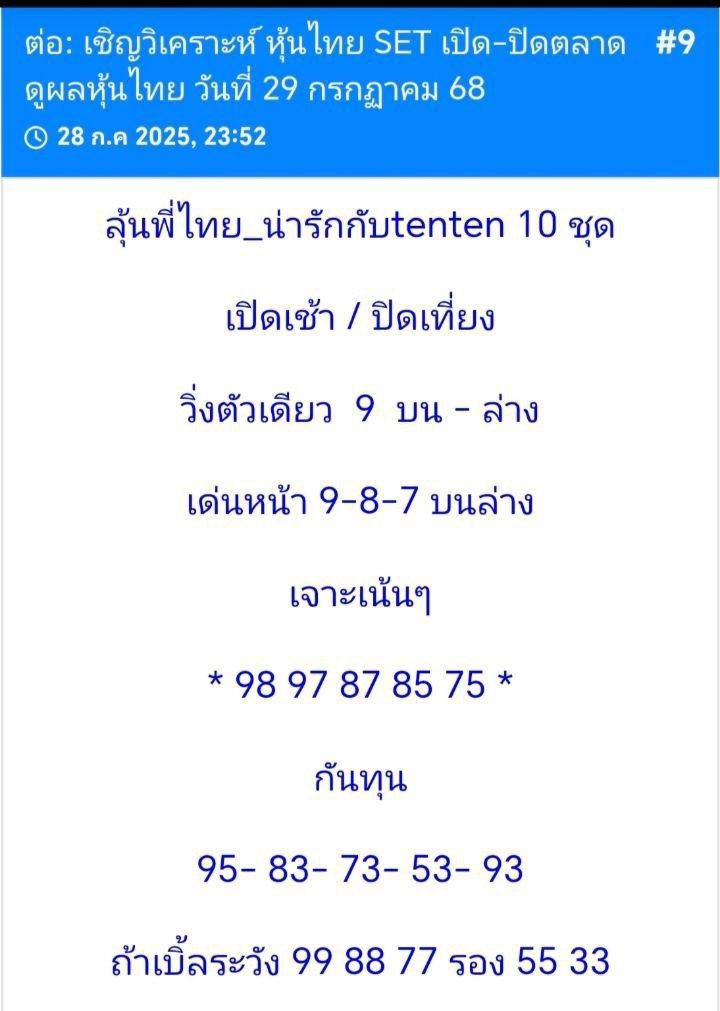 ต่อ: เชิญวิเคราะห์ หุ้นไทย SET เปิด-ปิดตลาด #9
ดูผลหุ้นไทย วันที่ 29 กรกฏาคม 68
28 ก.ค 2025, 23:52
ลุ้นพี่ไทย_น่ารักกับtenten 10 ชุด
เปิดเช้า / ปิดเที่ยง
วิ่งตัวเดียว 9 บน - ล่าง
เด่นหน้า 9-8-7 บนล่าง
เจาะเน้นๆ
* 98 97 87 85 75 *
กันทุน
95- 83- 73- 53- 93
ถ้าเบิ้ลระวัง 99 88 77 รอง 55 33